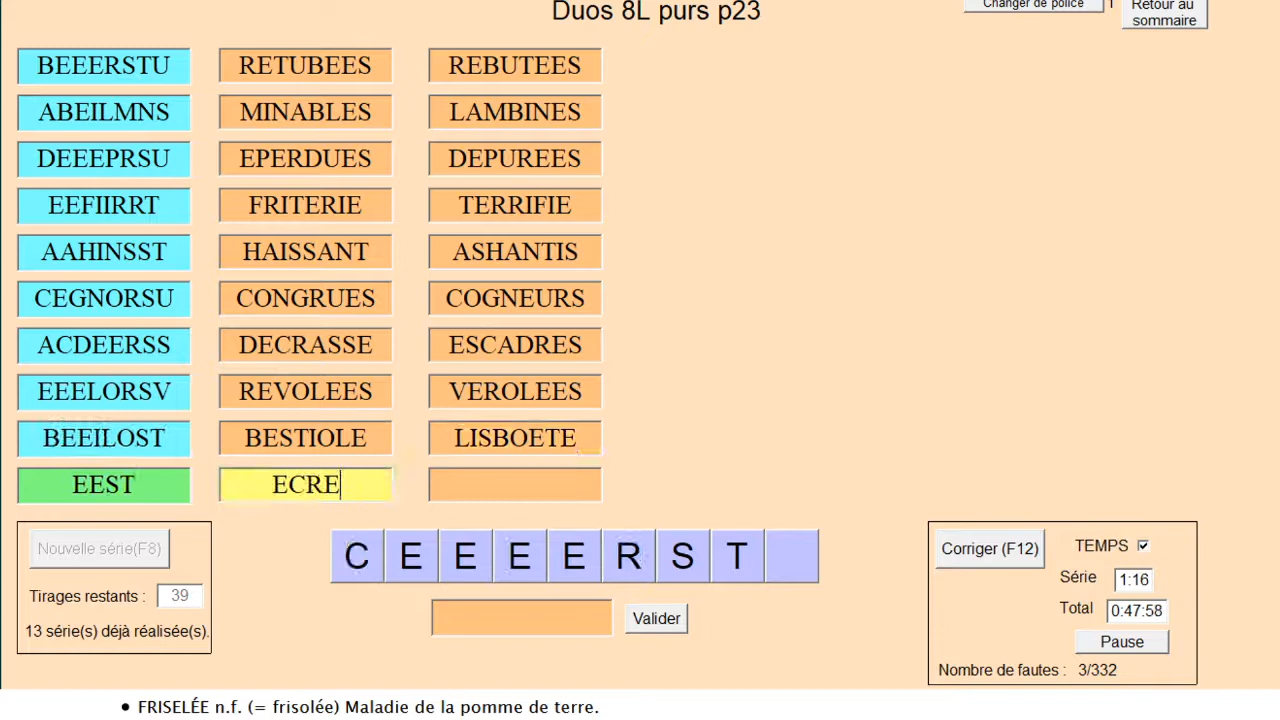 Duos 8L purs p23
Changer de police
1
Retour au
sommaire
BEEERSTU RETUBEES REBUTEES
ABEILMNS MINABLES LAMBINES
DEEEPRSU EPERDUES DEPUREES
EEFIIRRT FRITERIE TERRIFIE
AAHINSST HAISSANT ASHANTIS
CEGNORSU CONGRUES COGNEURS
ACDEERSS DECRASSE ESCADRES
EEELORSV REVOLEES VEROLEES
BEEILOST BESTIOLE LISBOETE
EEST ECRE
Nouvelle série(F8)
Tirages restants : 39
13 série(s) déjà réalisée(s).
C E E E E R S T
Valider
Corriger (F12)
TEMPS
Série 1:16
Total 0:47:58
Pause
Nombre de fautes : 3/332
• FRISELÉE n.f. (= frisolée) Maladie de la pomme de terre.